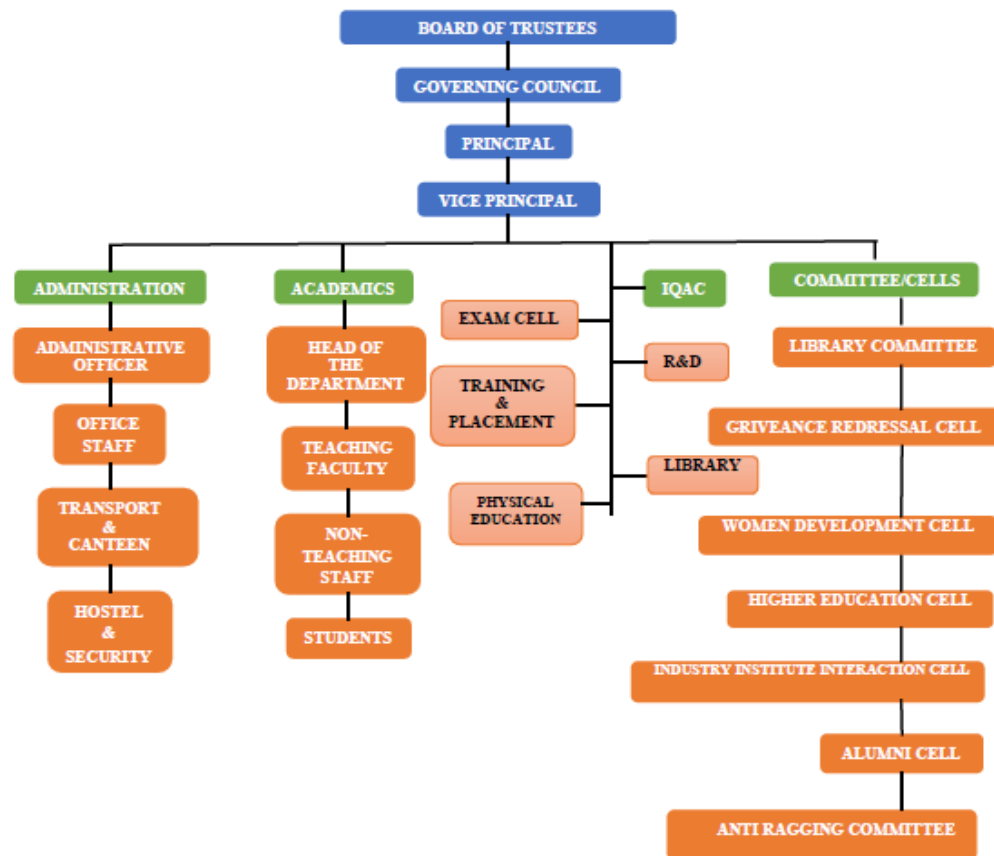 BOARD OF TRUSTEES
GOVERNING COUNCIL
PRINCIPAL
VICE PRINCIPAL
ADMINISTRATION
ADMINISTRATIVE
OFFICER
OFFICE
STAFF
TRANSPORT
&
CANTEEN
HOSTEL
&
SECURITY
ACADEMICS
HEAD OF
THE
DEPARTMENT
TEACHING
FACULTY
NON-
TEACHING
STAFF
STUDENTS
IQAC
EXAM CELL
R&D
TRAINING
&
PLACEMENT
LIBRARY
PHYSICAL
EDUCATION
COMMITTEE/CELLS
LIBRARY COMMITTEE
GRIVEANCE REDRESSAL CELL
WOMEN DEVELOPMENT CELL
HIGHER EDUCATION CELL
INDUSTRY INSTITUTE INTERACTION CELL
ALUMNI CELL
ANTI RAGGING COMMITTEE